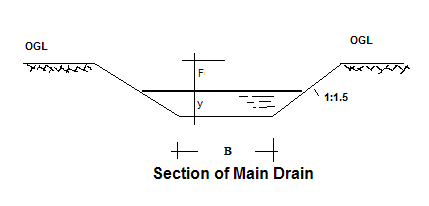 OGL
OGL
F
y
1:1.5
B
Section of Main Drain